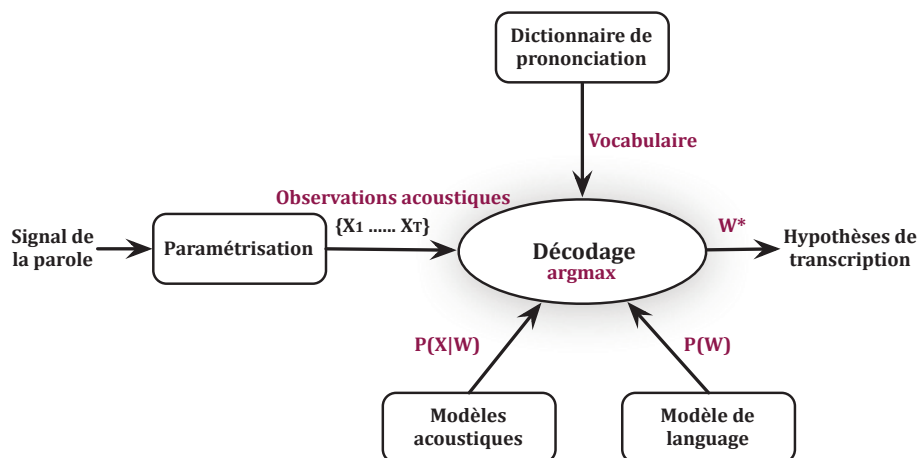 Dictionnaire de
prononciation
Vocabulaire
Observations acoustiques
{X1 ...... XT}
Signal de
la parole
Paramétrisation
Décodage
argmax
W*
Hypothèses de
transcription
P(X|W)
P(W)
Modèles
acoustiques
Modèle de
language